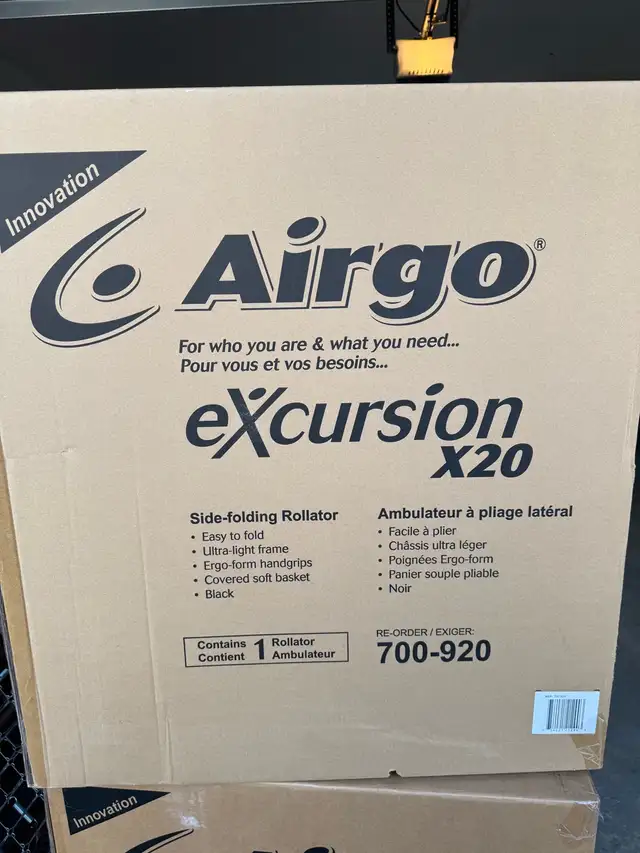 Innovation
Airgo®
For who you are & what you need...
Pour vous et vos besoins...
eXcursion
X20
Side-folding Rollator
• Easy to fold
• Ultra-light frame
• Ergo-form handgrips
• Covered soft basket
• Black
Ambulateur à pliage latéral
• Facile à plier
• Châssis ultra léger
• Poignées Ergo-form
• Panier souple pliable
• Noir
Contains 1 Rollator
Contient Ambulateur
RE-ORDER / EXIGER:
700-920
Innovation